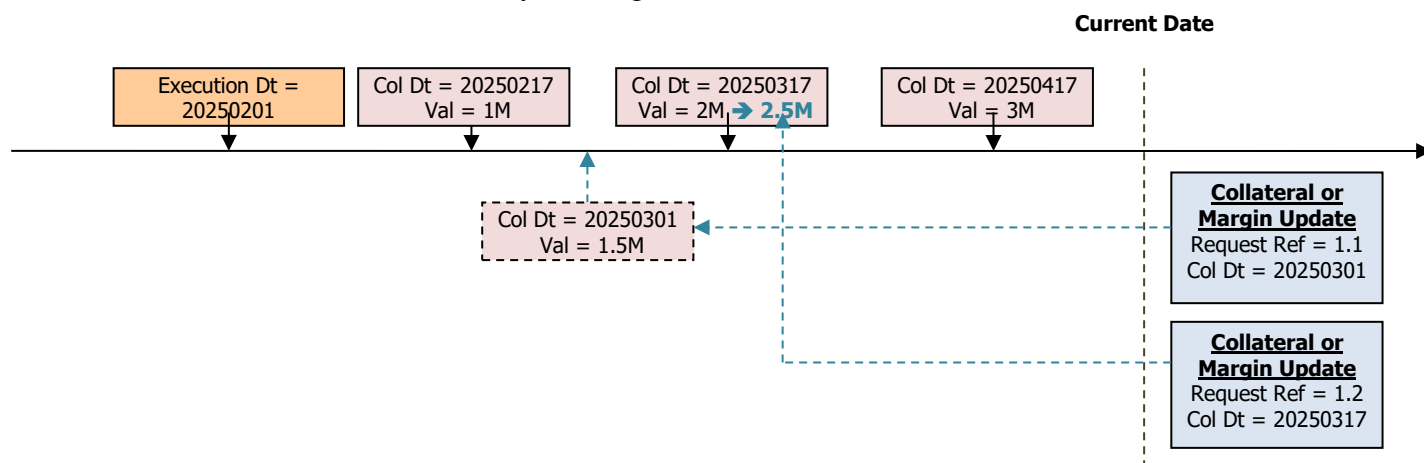 Current Date
Execution Dt =
20250201
Col Dt = 20250217
Val = 1M
Col Dt = 20250317
Val = 2M ➔ 2.5M
Col Dt = 20250417
Val = 3M
Col Dt = 20250301
Val = 1.5M
Collateral or
Margin Update
Request Ref = 1.1
Col Dt = 20250301
Collateral or
Margin Update
Request Ref = 1.2
Col Dt = 20250317